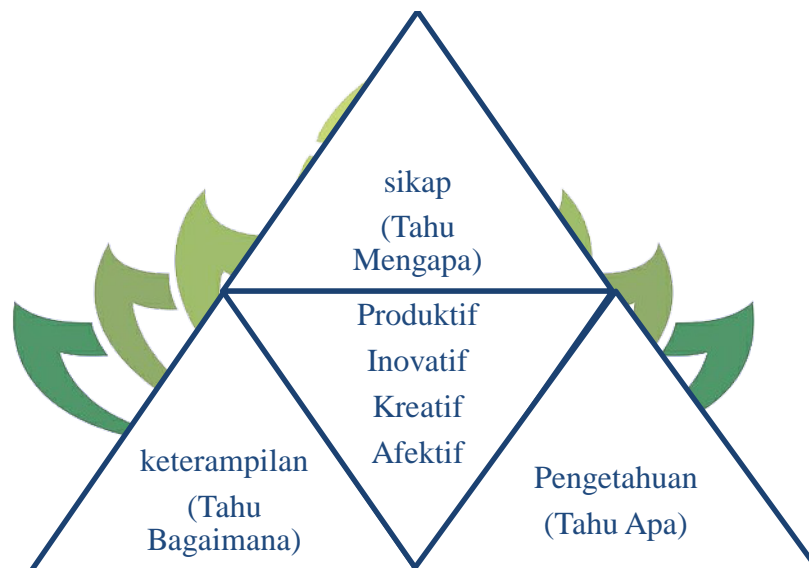 sikap
(Tahu
Mengapa)
Produktif
Inovatif
Kreatif
Afektif
keterampilan
(Tahu
Bagaimana)
Pengetahuan
(Tahu Apa)